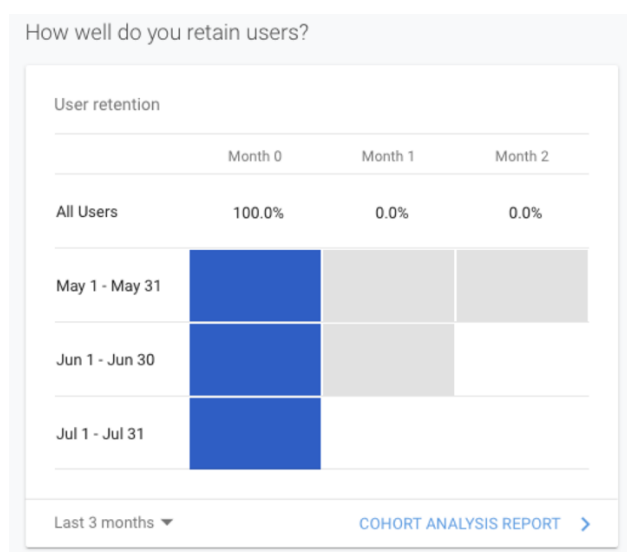 How well do you retain users?
User retention
Month 0 Month 1 Month 2
All Users 100.0% 0.0% 0.0%
May 1 - May 31
Jun 1 - Jun 30
Jul 1 - Jul 31
Last 3 months COHORT ANALYSIS REPORT